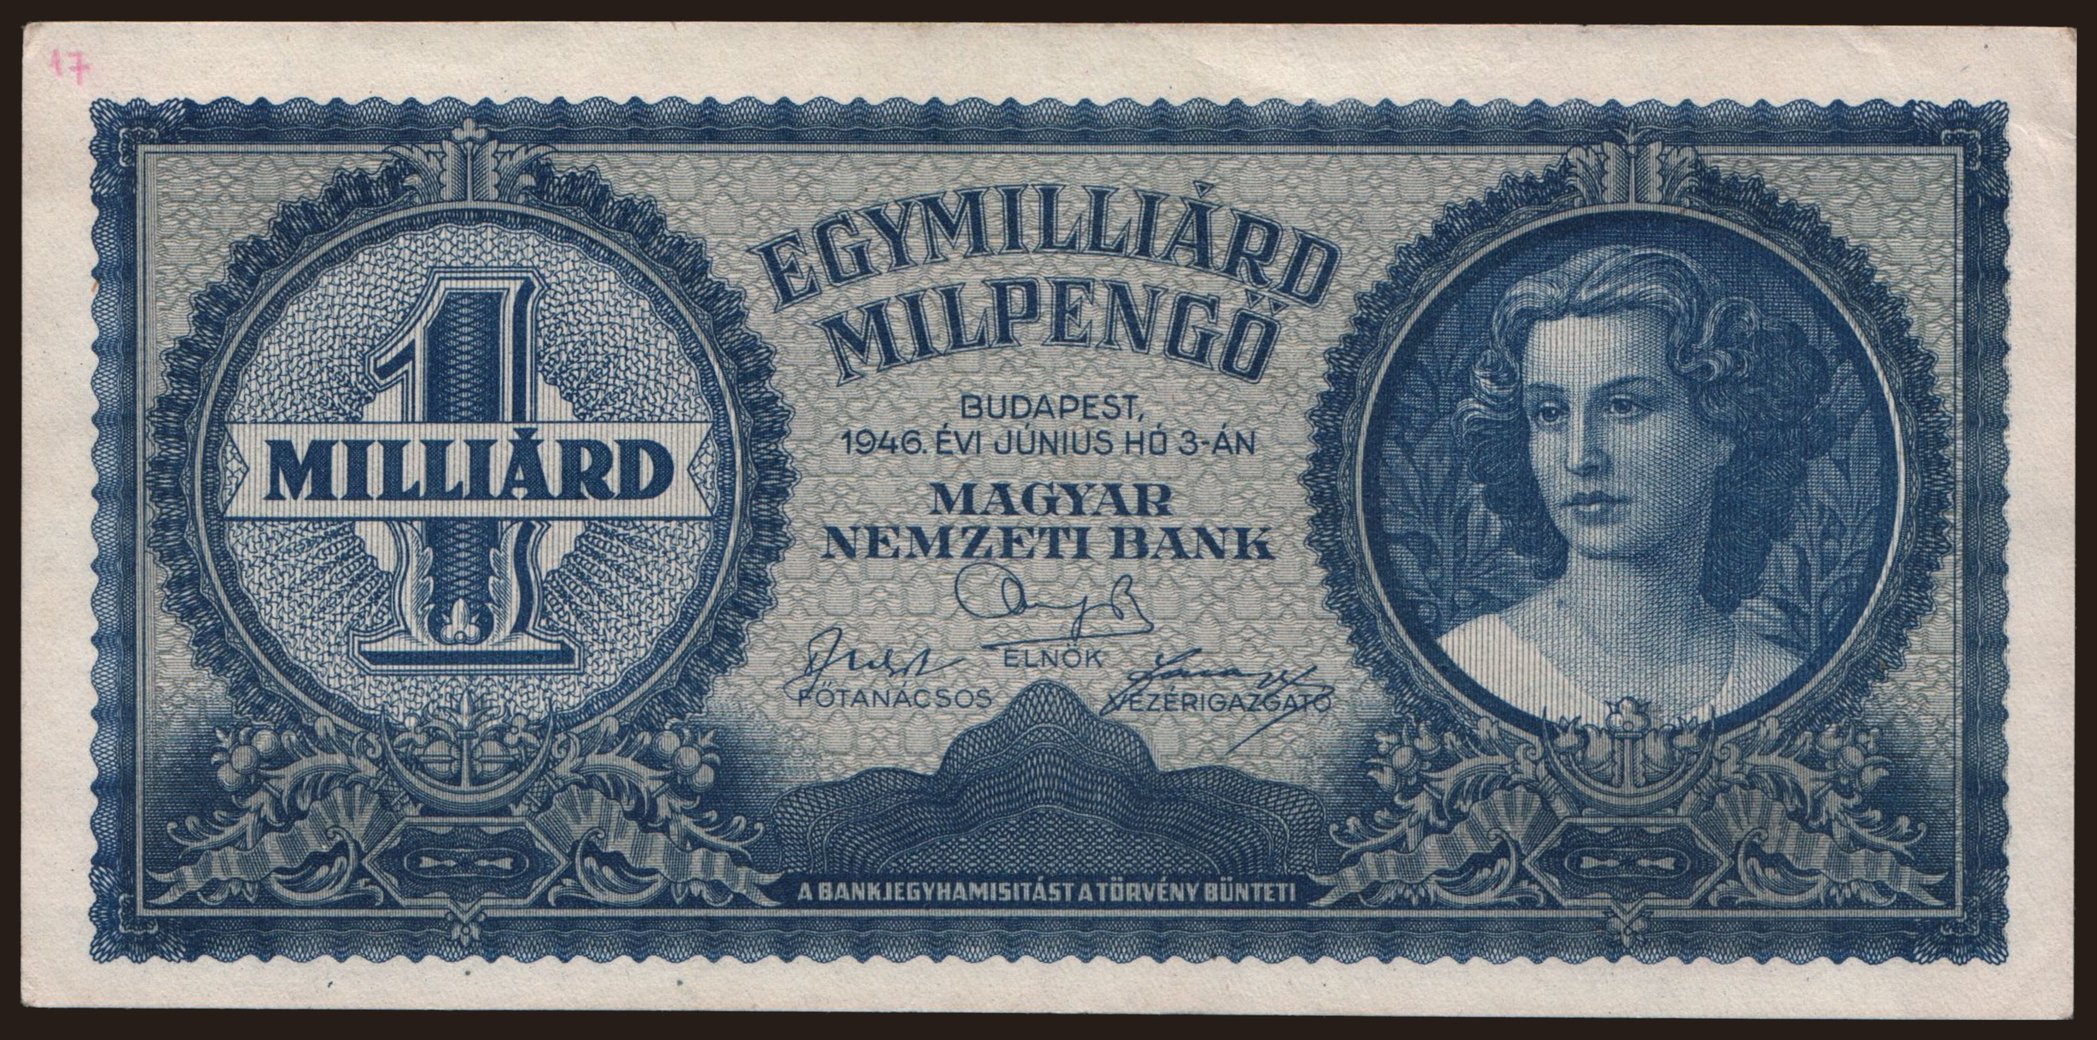 17
EGYMILLIÁRD
MILPENGŐ
1
MILLIÁRD
BUDAPEST,
1946. ÉVI JÚNIUS HÓ 3-ÁN
MAGYAR
NEMZETI BANK
ELNÖK
FŐTANÁCSOS
VEZÉRIGAZGATÓ
A BANKJEGYHAMISITÁST A TÖRVÉNY BÜNTETI